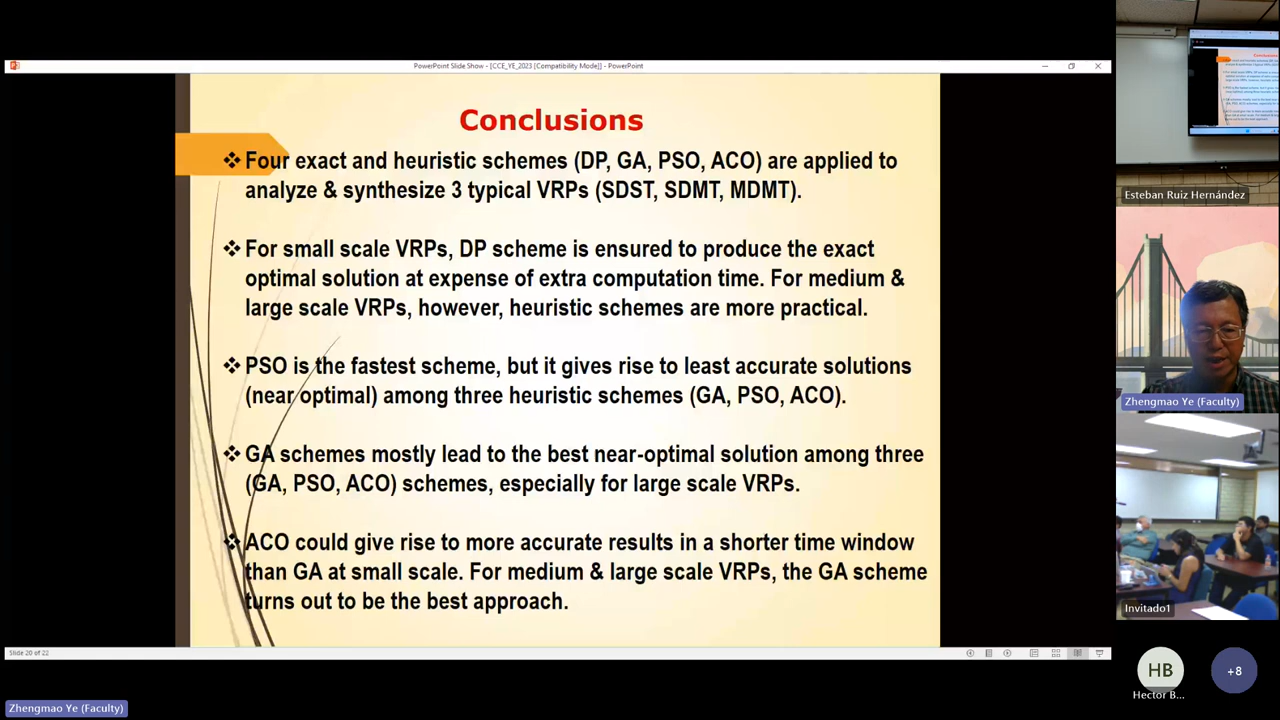 PowerPoint Slide Show - [CCE_YE_2023 [Compatibility Mode]] - PowerPoint
Conclusions
Four exact and heuristic schemes (DP, GA, PSO, ACO) are applied to
analyze & synthesize 3 typical VRPs (SDST, SDMT, MDMT).
For small scale VRPs, DP scheme is ensured to produce the exact
optimal solution at expense of extra computation time. For medium &
large scale VRPs, however, heuristic schemes are more practical.
PSO is the fastest scheme, but it gives rise to least accurate solutions
(near optimal) among three heuristic schemes (GA, PSO, ACO).
GA schemes mostly lead to the best near-optimal solution among three
(GA, PSO, ACO) schemes, especially for large scale VRPs.
ACO could give rise to more accurate results in a shorter time window
than GA at small scale. For medium & large scale VRPs, the GA scheme
turns out to be the best approach.
Slide 20 of 22
Zhengmao Ye (Faculty)
Esteban Ruiz Hernández
Zhengmao Ye (Faculty)
Invitado1
HB
Hector B...
+8